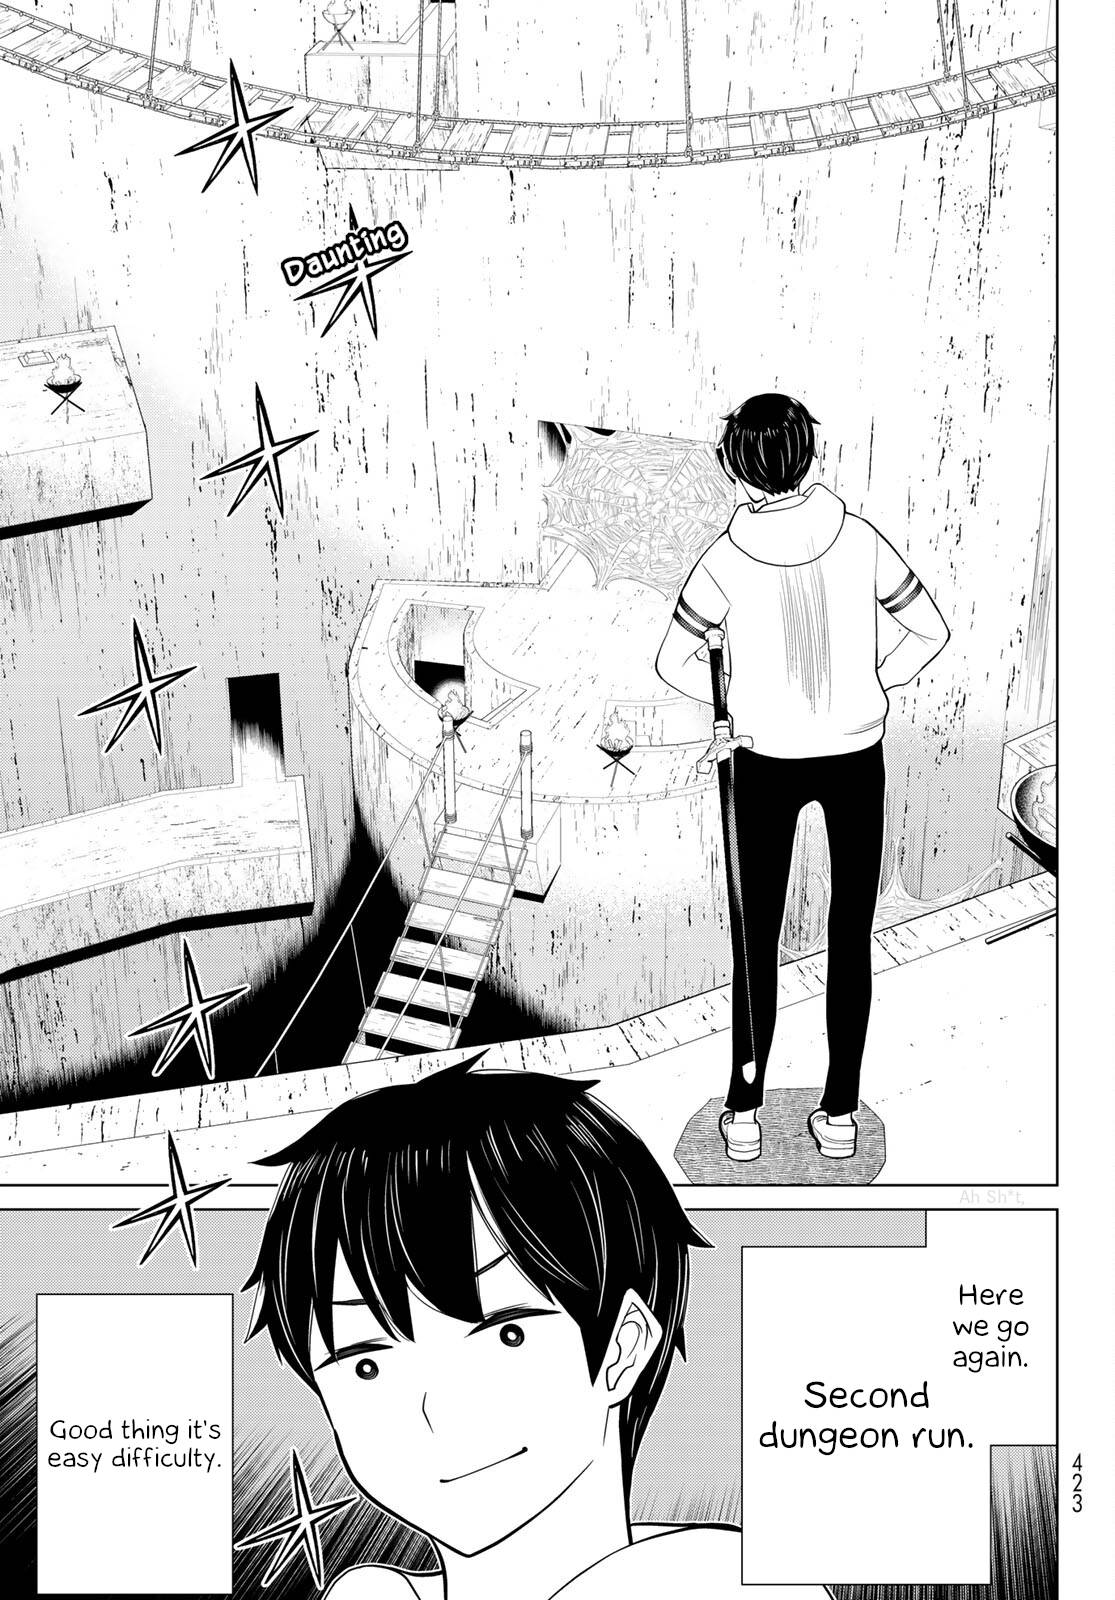 Daunting
Ah Sh*t,
Here
we go
again.
Second
dungeon run.
Good thing it's
easy difficulty.
423